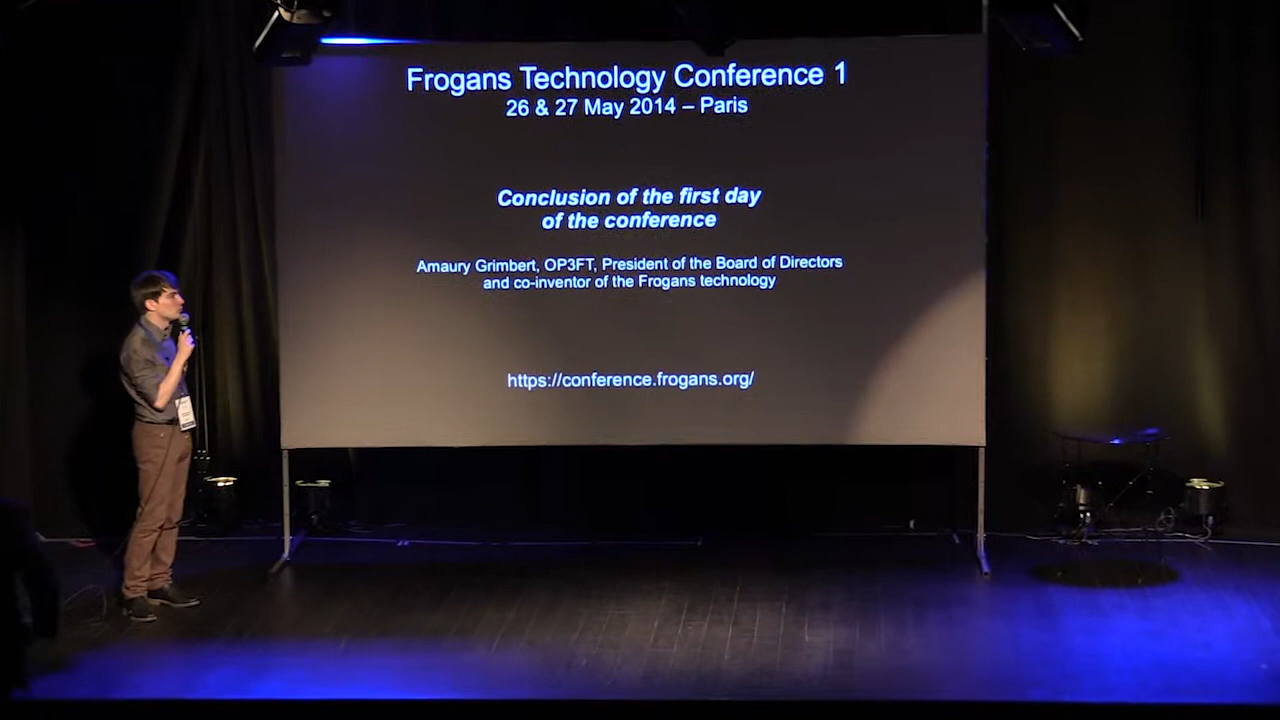 Frogans Technology Conference 1
26 & 27 May 2014 – Paris
Conclusion of the first day
of the conference
Amaury Grimbert, OP3FT, President of the Board of Directors
and co-inventor of the Frogans technology
https://conference.frogans.org/